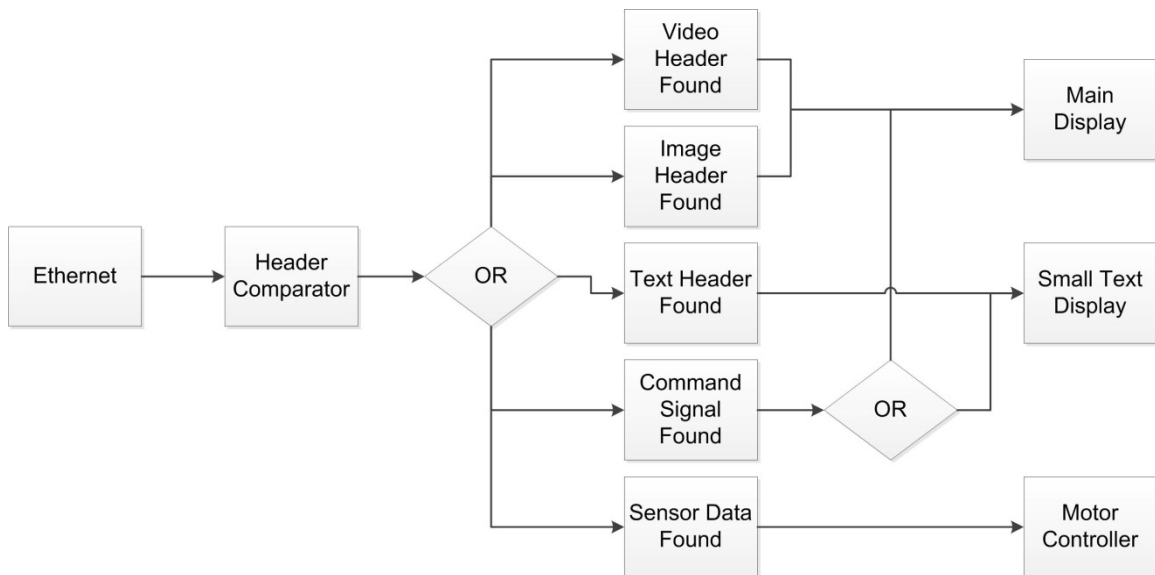 Video
Header
Found
Main
Display
Image
Header
Found
Ethernet
Header
Comparator
OR
Text Header
Found
Small Text
Display
Command
Signal
Found
OR
Sensor Data
Found
Motor
Controller